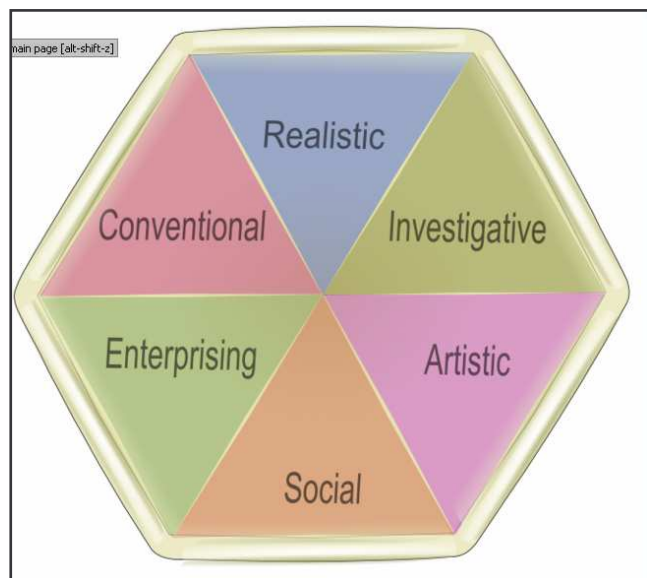 main page [alt-shift-z]
Realistic
Conventional
Investigative
Enterprising
Artistic
Social